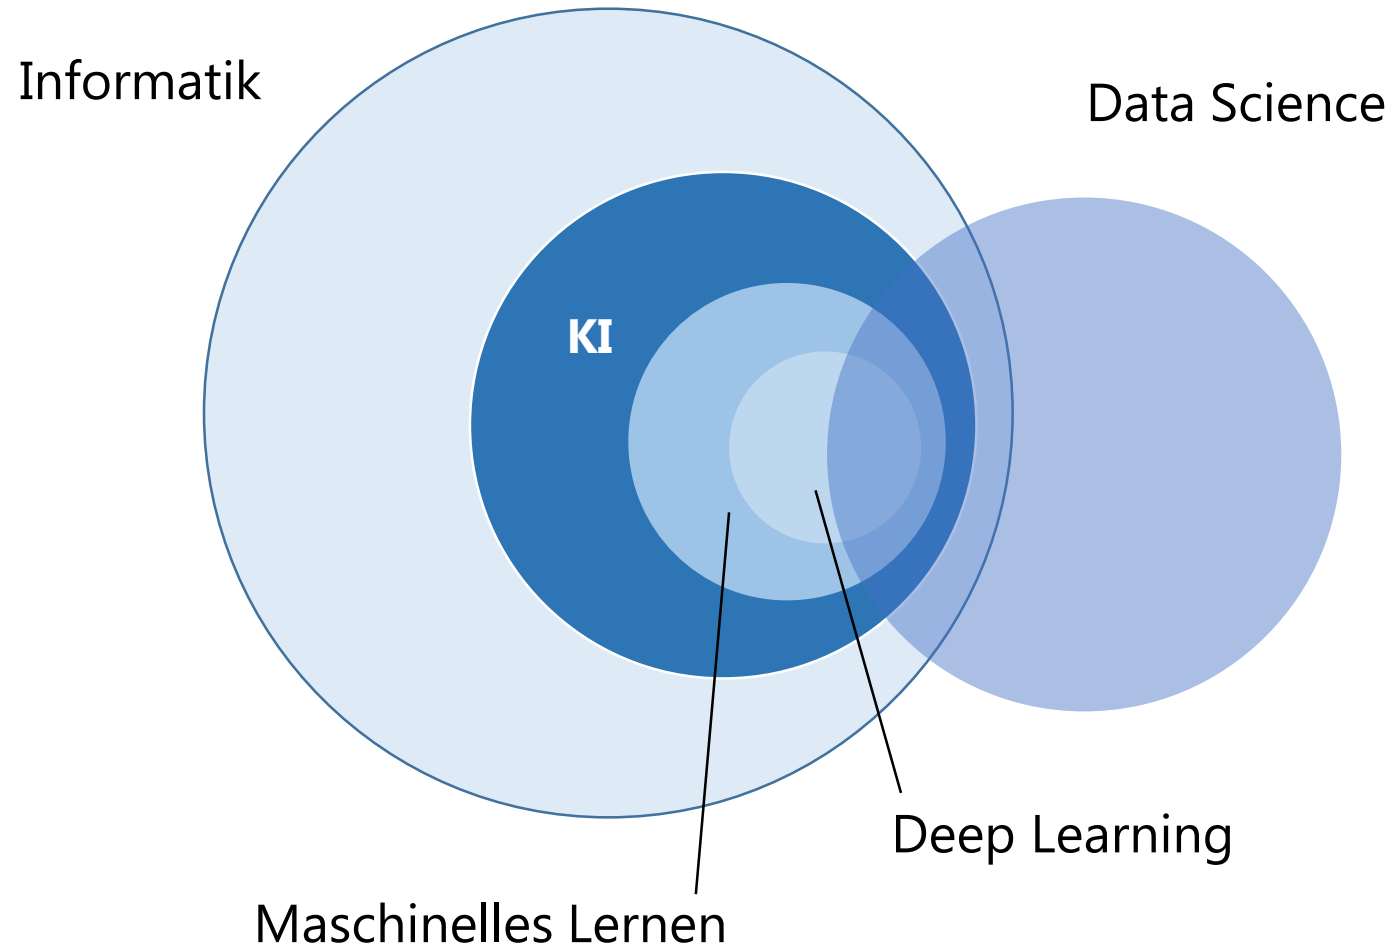 Informatik
Data Science
KI
Deep Learning
Maschinelles Lernen